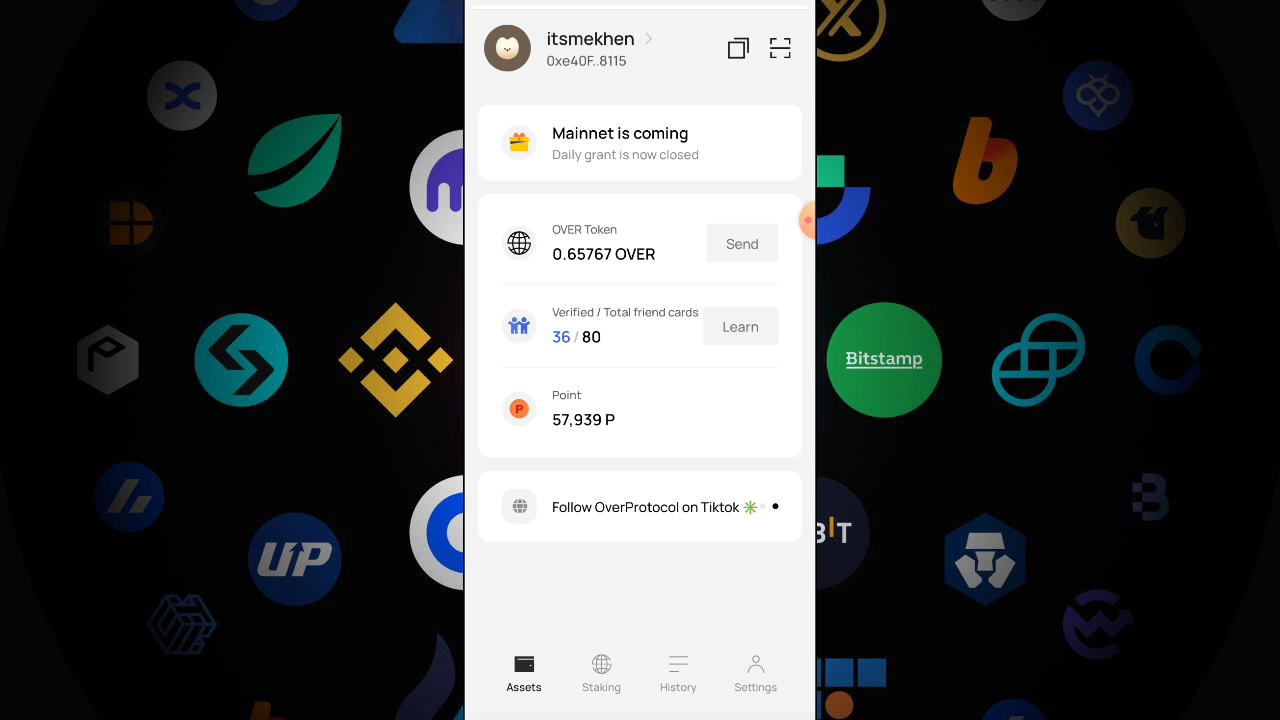 itsmekhen
0xe40F..8115
Mainnet is coming
Daily grant is now closed
OVER Token
0.65767 OVER
Send
Verified / Total friend cards
36 / 80
Learn
P
Point
57,939 P
Follow OverProtocol on Tiktok ✳️
Assets
Staking
History
Settings
Bitstamp
UP